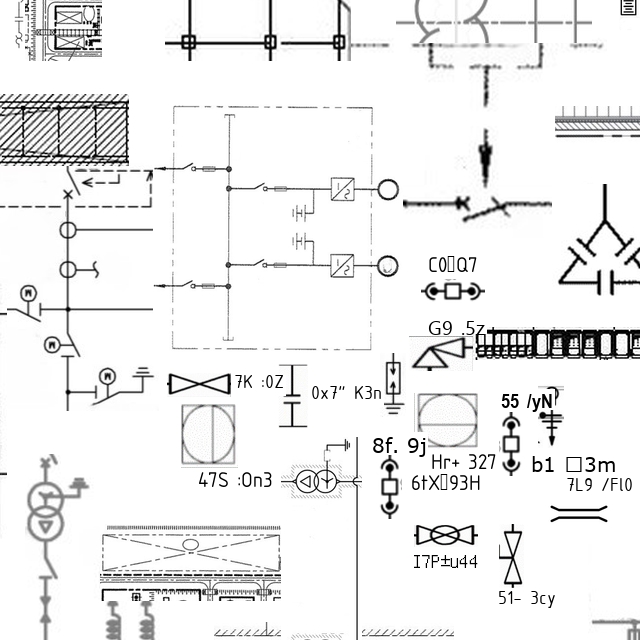 C0▯Q7
G9 .5z
7K :0Z
0x7" K3n
55 /yN
8f. 9j
Hr+ 327
b1 □3m
47S :0n3
6tX▯93H
7L9 /Fl0
I7P±u44
51- 3cy
M
M
M